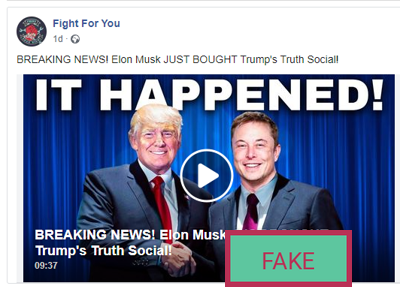 Fight For You
1d ·
BREAKING NEWS! Elon Musk JUST BOUGHT Trump's Truth Social!
IT HAPPENED!
BREAKING NEWS! Elon Musk
Trump's Truth Social!
09:37
FAKE